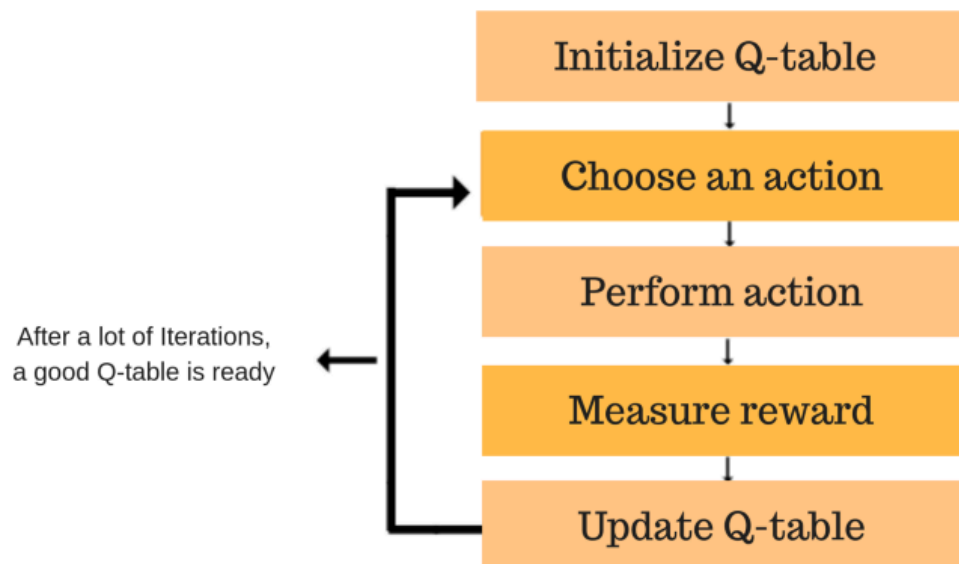 Initialize Q-table
Choose an action
Perform action
After a lot of Iterations,
a good Q-table is ready
Measure reward
Update Q-table